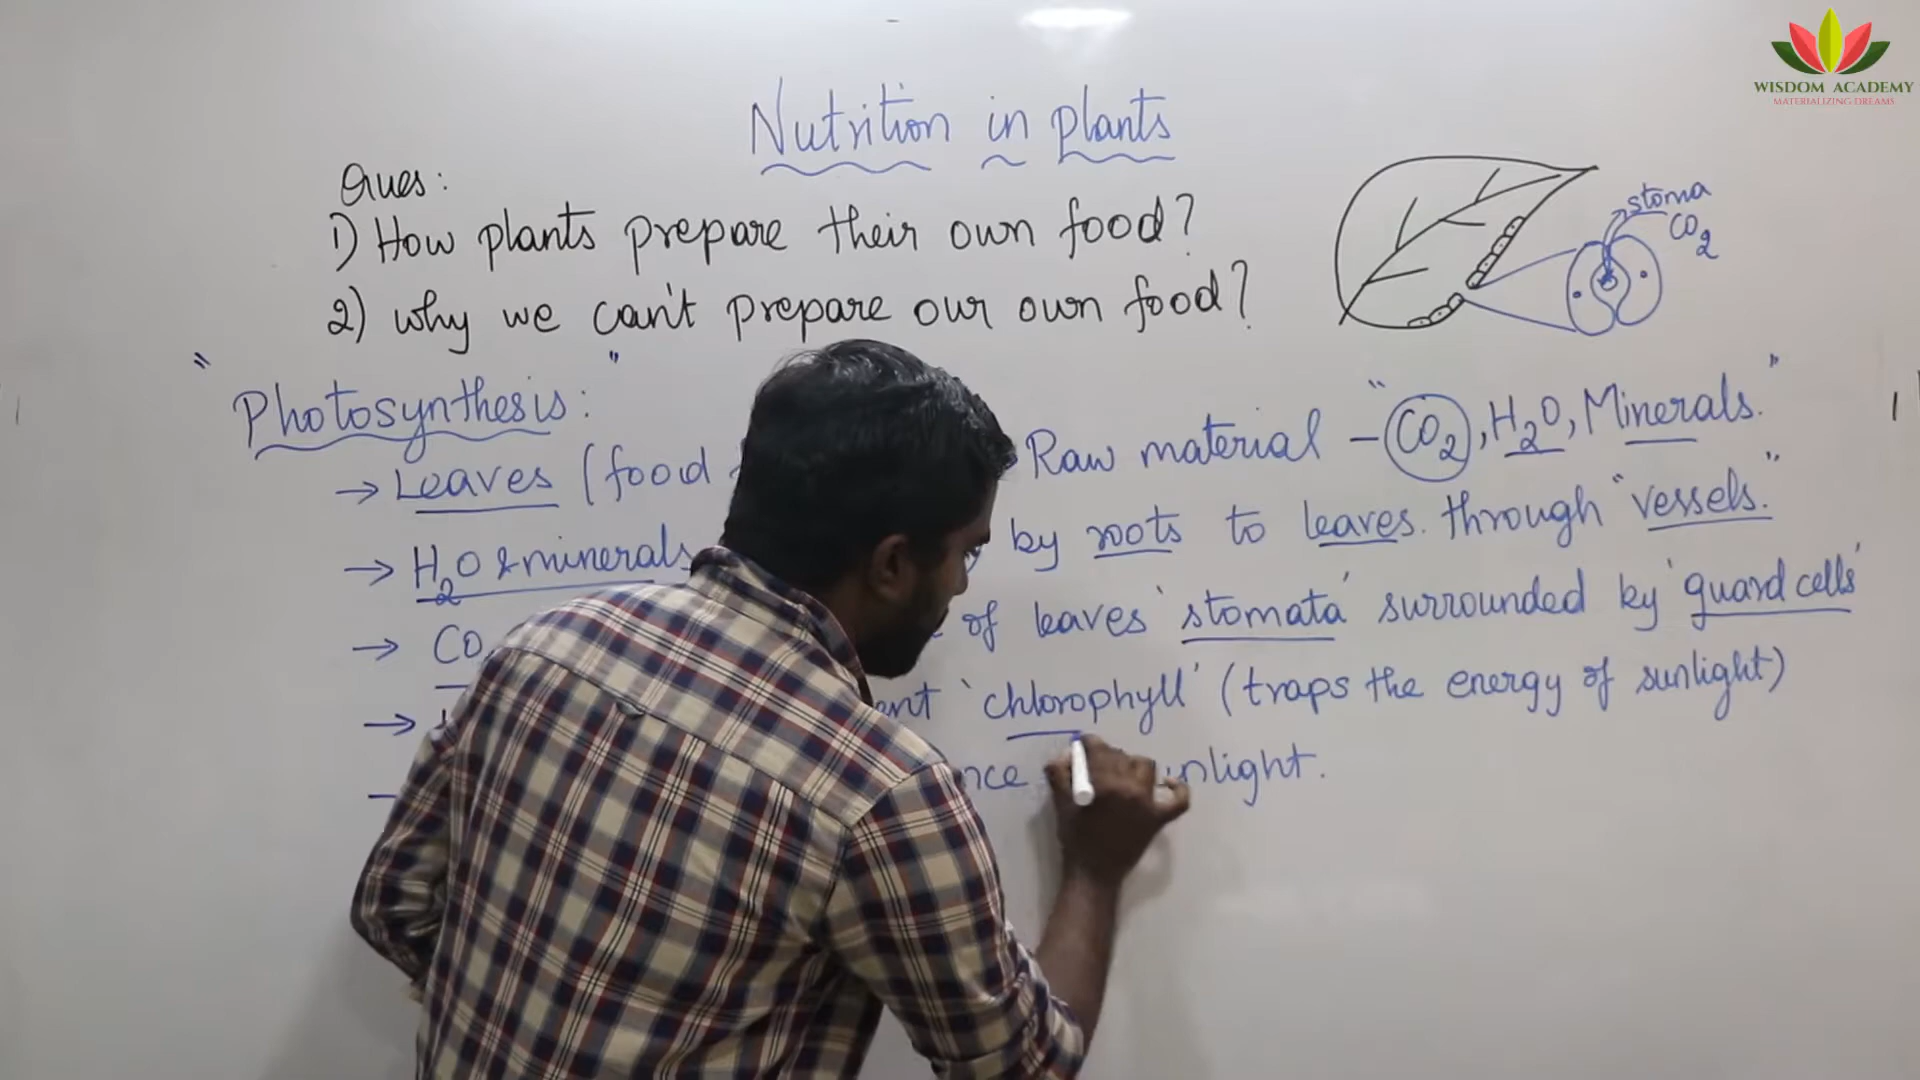 WISDOM ACADEMY
MATERIALIZING DREAMS
Nutrition in plants
Ques:
1) How plants prepare their own food?
2) why we can't prepare our own food?
stoma
CO2
"Photosynthesis:"
→ Leaves (food Raw material - "CO2, H2O, Minerals."
→ H2O & minerals by roots to leaves. through "vessels."
→ CO of leaves 'stomata' surrounded by 'guard cells'
→ 'chlorophyll' (traps the energy of sunlight)